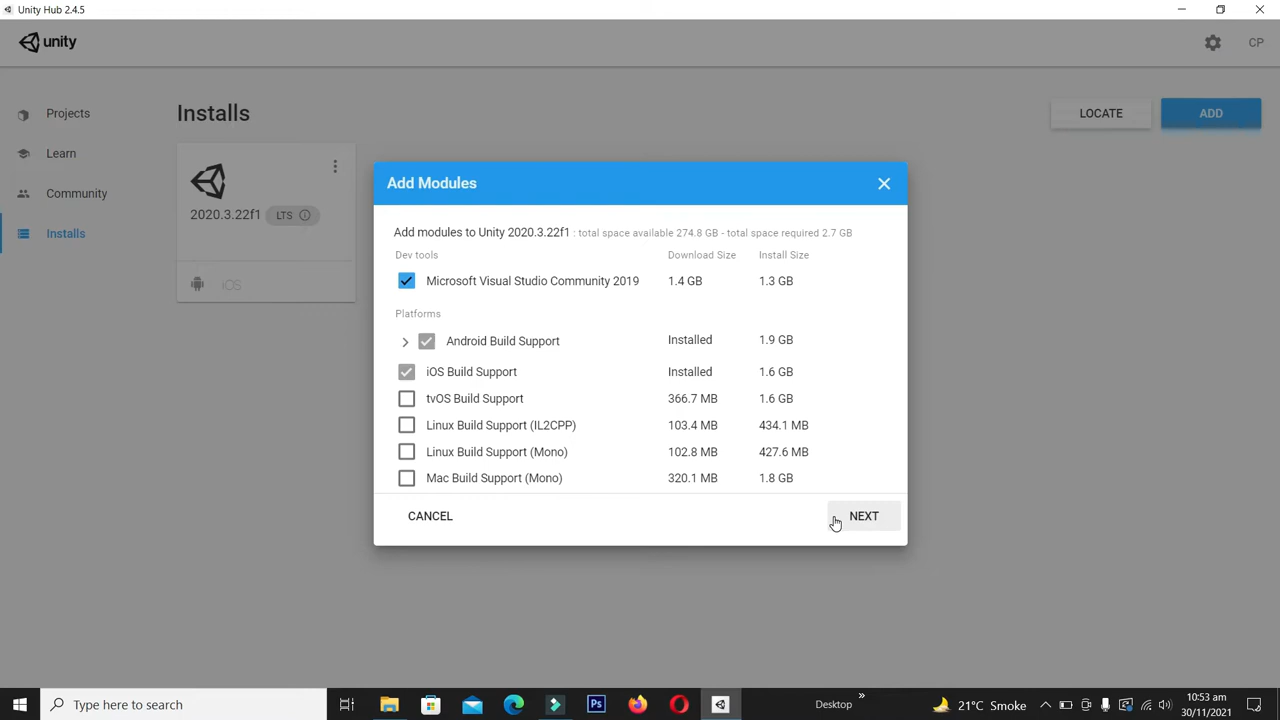 Unity Hub 2.4.5
unity
CP
Projects
Learn
Community
Installs
Installs
LOCATE
ADD
2020.3.22f1 LTS
iOS
Add Modules
Add modules to Unity 2020.3.22f1 : total space available 274.8 GB - total space required 2.7 GB
Dev tools Download Size Install Size
Microsoft Visual Studio Community 2019 1.4 GB 1.3 GB
Platforms
Android Build Support Installed 1.9 GB
iOS Build Support Installed 1.6 GB
tvOS Build Support 366.7 MB 1.6 GB
Linux Build Support (IL2CPP) 103.4 MB 434.1 MB
Linux Build Support (Mono) 102.8 MB 427.6 MB
Mac Build Support (Mono) 320.1 MB 1.8 GB
CANCEL
NEXT
Type here to search
Ps
Desktop
»
21°C Smoke
10:53 am
30/11/2021